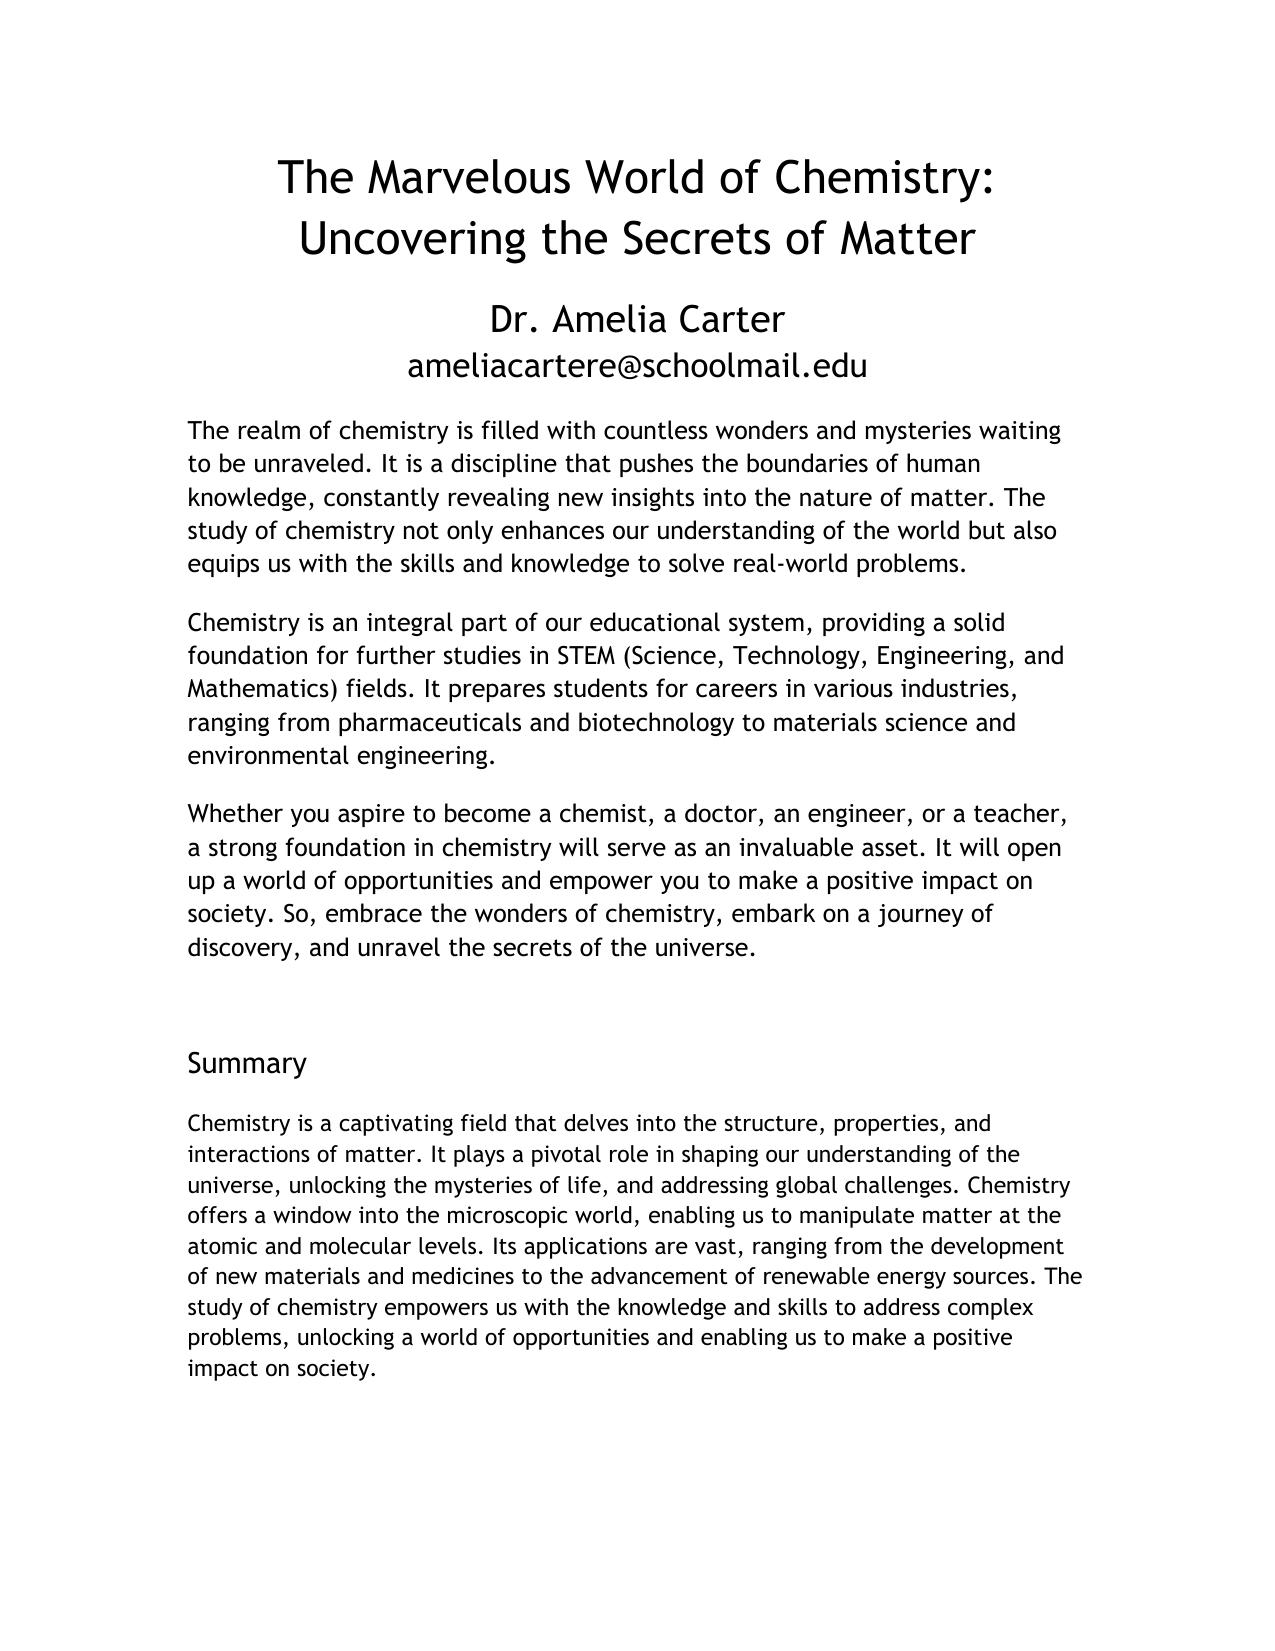 The Marvelous World of Chemistry:
Uncovering the Secrets of Matter
Dr. Amelia Carter
ameliacartere@schoolmail.edu
The realm of chemistry is filled with countless wonders and mysteries waiting
to be unraveled. It is a discipline that pushes the boundaries of human
knowledge, constantly revealing new insights into the nature of matter. The
study of chemistry not only enhances our understanding of the world but also
equips us with the skills and knowledge to solve real-world problems.
Chemistry is an integral part of our educational system, providing a solid
foundation for further studies in STEM (Science, Technology, Engineering, and
Mathematics) fields. It prepares students for careers in various industries,
ranging from pharmaceuticals and biotechnology to materials science and
environmental engineering.
Whether you aspire to become a chemist, a doctor, an engineer, or a teacher,
a strong foundation in chemistry will serve as an invaluable asset. It will open
up a world of opportunities and empower you to make a positive impact on
society. So, embrace the wonders of chemistry, embark on a journey of
discovery, and unravel the secrets of the universe.
Summary
Chemistry is a captivating field that delves into the structure, properties, and
interactions of matter. It plays a pivotal role in shaping our understanding of the
universe, unlocking the mysteries of life, and addressing global challenges. Chemistry
offers a window into the microscopic world, enabling us to manipulate matter at the
atomic and molecular levels. Its applications are vast, ranging from the development
of new materials and medicines to the advancement of renewable energy sources. The
study of chemistry empowers us with the knowledge and skills to address complex
problems, unlocking a world of opportunities and enabling us to make a positive
impact on society.